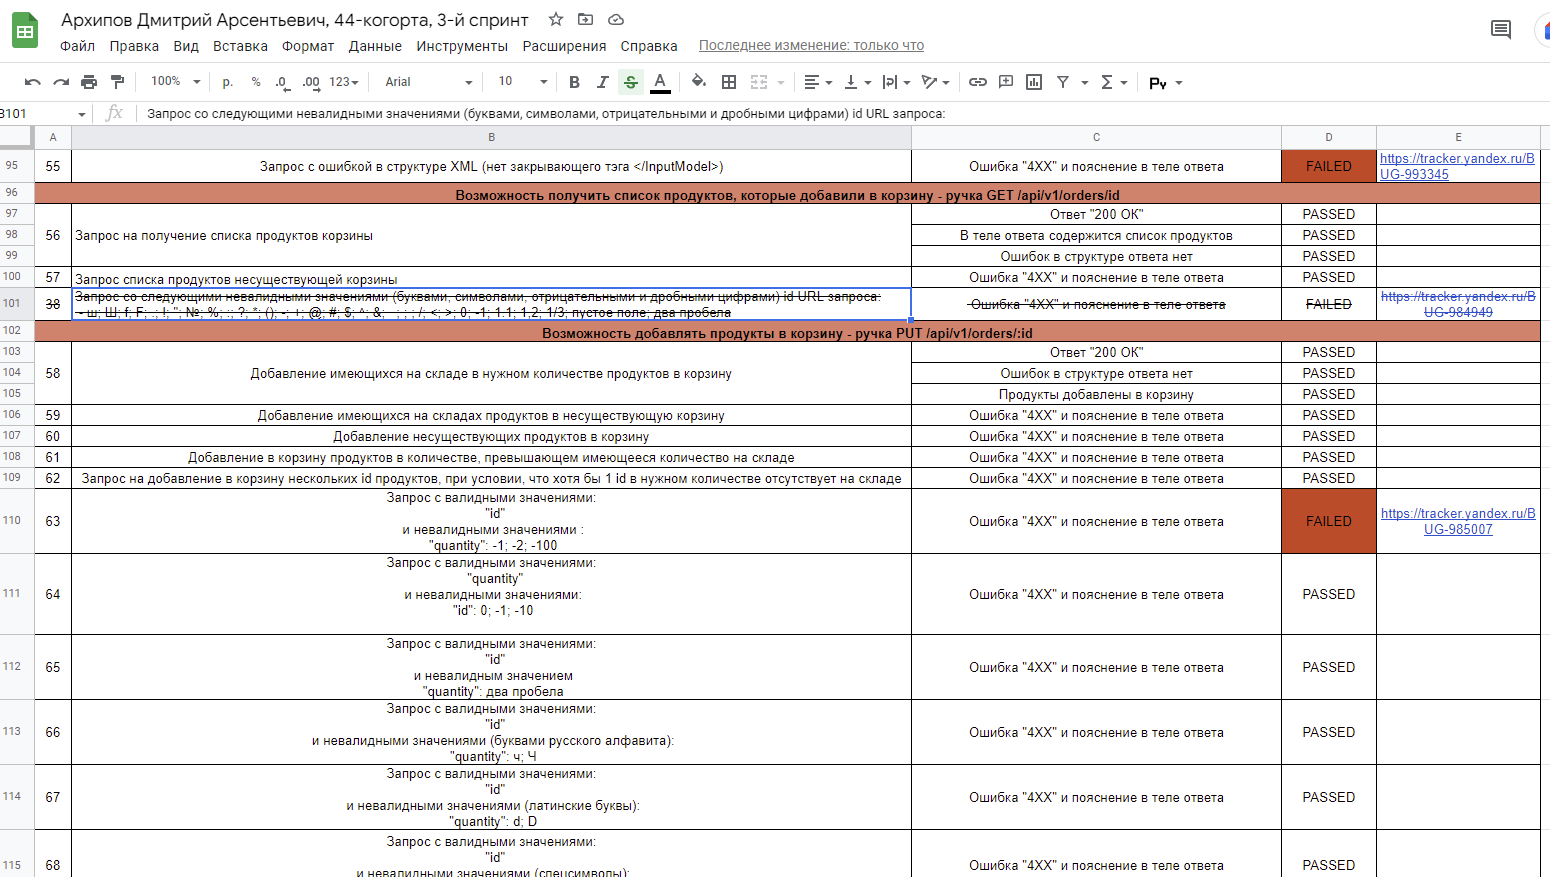 Архипов Дмитрий Арсентьевич, 44-когорта, 3-й спринт
Файл Правка Вид Вставка Формат Данные Инструменты Расширения Справка Последнее изменение: только что
100% р. % .0 .00 123 Arial 10 B I S A Pу
B101 fx Запрос со следующими невалидными значениями (буквами, символами, отрицательными и дробными цифрами) id URL запроса:
A B C D E
95 55 Запрос с ошибкой в структуре XML (нет закрывающего тэга </InputModel>) Ошибка "4XX" и пояснение в теле ответа FAILED https://tracker.yandex.ru/B
UG-993345
96 Возможность получить список продуктов, которые добавили в корзину - ручка GET /api/v1/orders/id
97 Ответ "200 ОК" PASSED
98 56 Запрос на получение списка продуктов корзины В теле ответа содержится список продуктов PASSED
99 Ошибок в структуре ответа нет PASSED
100 57 Запрос списка продуктов несуществующей корзины Ошибка "4XX" и пояснение в теле ответа PASSED
101 38 Запрос со следующими невалидными значениями (буквами, символами, отрицательными и дробными цифрами) id URL запроса: Ошибка "4XX" и пояснение в теле ответа FAILED https://tracker.yandex.ru/B
UG-984949
- ш; Ш; f; F; .; !; "; №; %; :; ?; *; (); -; +; @; #; $; ^; &; 0; -1; 1.1; 1,2; 1/3; пустое поле; два пробела
102 Возможность добавлять продукты в корзину - ручка PUT /api/v1/orders/:id
103 Ответ "200 ОК" PASSED
104 58 Добавление имеющихся на складе в нужном количестве продуктов в корзину Ошибок в структуре ответа нет PASSED
105 Продукты добавлены в корзину PASSED
106 59 Добавление имеющихся на складах продуктов в несуществующую корзину Ошибка "4XX" и пояснение в теле ответа PASSED
107 60 Добавление несуществующих продуктов в корзину Ошибка "4XX" и пояснение в теле ответа PASSED
108 61 Добавление в корзину продуктов в количестве, превышающем имеющееся количество на складе Ошибка "4XX" и пояснение в теле ответа PASSED
109 62 Запрос на добавление в корзину нескольких id продуктов, при условии, что хотя бы 1 id в нужном количестве отсутствует на складе Ошибка "4XX" и пояснение в теле ответа PASSED
110 63 Запрос с валидными значениями:
"id"
и невалидными значениями :
"quantity": -1; -2; -100
Ошибка "4XX" и пояснение в теле ответа FAILED https://tracker.yandex.ru/B
UG-985007
111 64 Запрос с валидными значениями:
"quantity"
и невалидными значениями:
"id": 0; -1; -10
Ошибка "4XX" и пояснение в теле ответа PASSED
112 65 Запрос с валидными значениями:
"id"
и невалидным значением
"quantity": два пробела
Ошибка "4XX" и пояснение в теле ответа PASSED
113 66 Запрос с валидными значениями:
"id"
и невалидными значениями (буквами русского алфавита):
"quantity": ч; Ч
Ошибка "4XX" и пояснение в теле ответа PASSED
114 67 Запрос с валидными значениями:
"id"
и невалидными значениями (латинские буквы):
"quantity": d; D
Ошибка "4XX" и пояснение в теле ответа PASSED
115 68 Запрос с валидными значениями:
"id"
и невалидными значениями (спецсимволы):
Ошибка "4XX" и пояснение в теле ответа PASSED